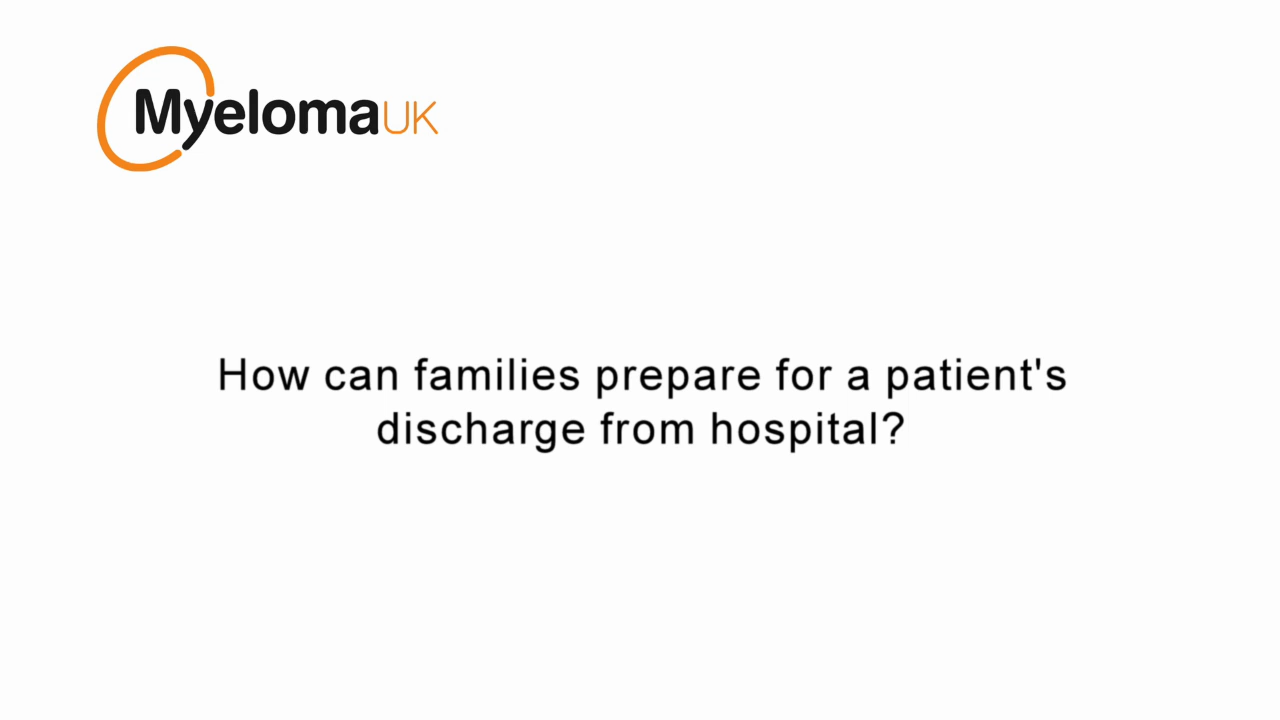 MyelomaUK
How can families prepare for a patient's
discharge from hospital?